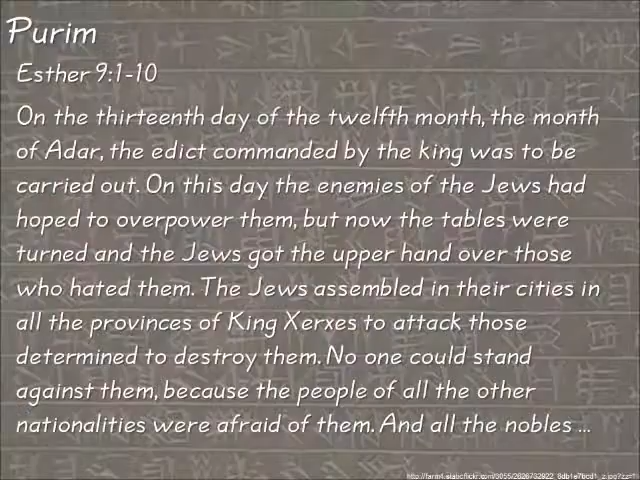 Purim
Esther 9:1-10
On the thirteenth day of the twelfth month, the month
of Adar, the edict commanded by the king was to be
carried out. On this day the enemies of the Jews had
hoped to overpower them, but now the tables were
turned and the Jews got the upper hand over those
who hated them. The Jews assembled in their cities in
all the provinces of King Xerxes to attack those
determined to destroy them. No one could stand
against them, because the people of all the other
nationalities were afraid of them. And all the nobles ...